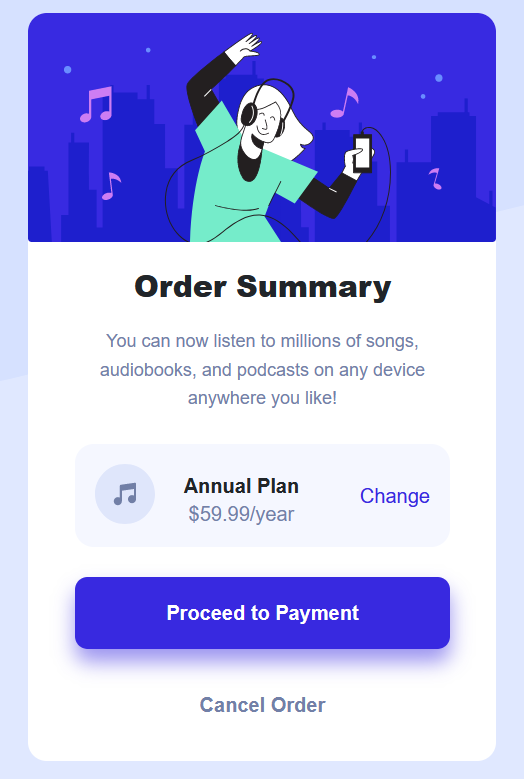 Order Summary
You can now listen to millions of songs,
audiobooks, and podcasts on any device
anywhere you like!
Annual Plan
$59.99/year
Change
Proceed to Payment
Cancel Order